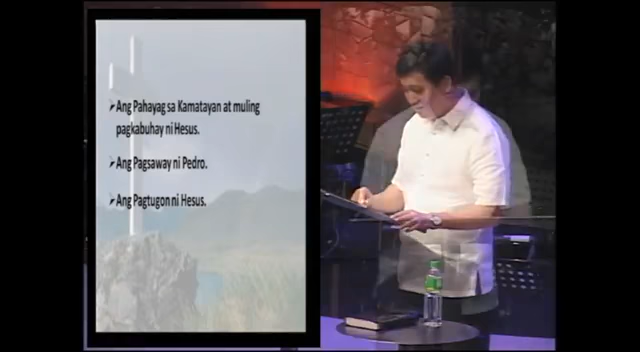 ➢Ang Pahayag sa Kamatayan at muling
pagkabuhay ni Hesus.
➢Ang Pagsaway ni Pedro.
➢Ang Pagtugon ni Hesus.